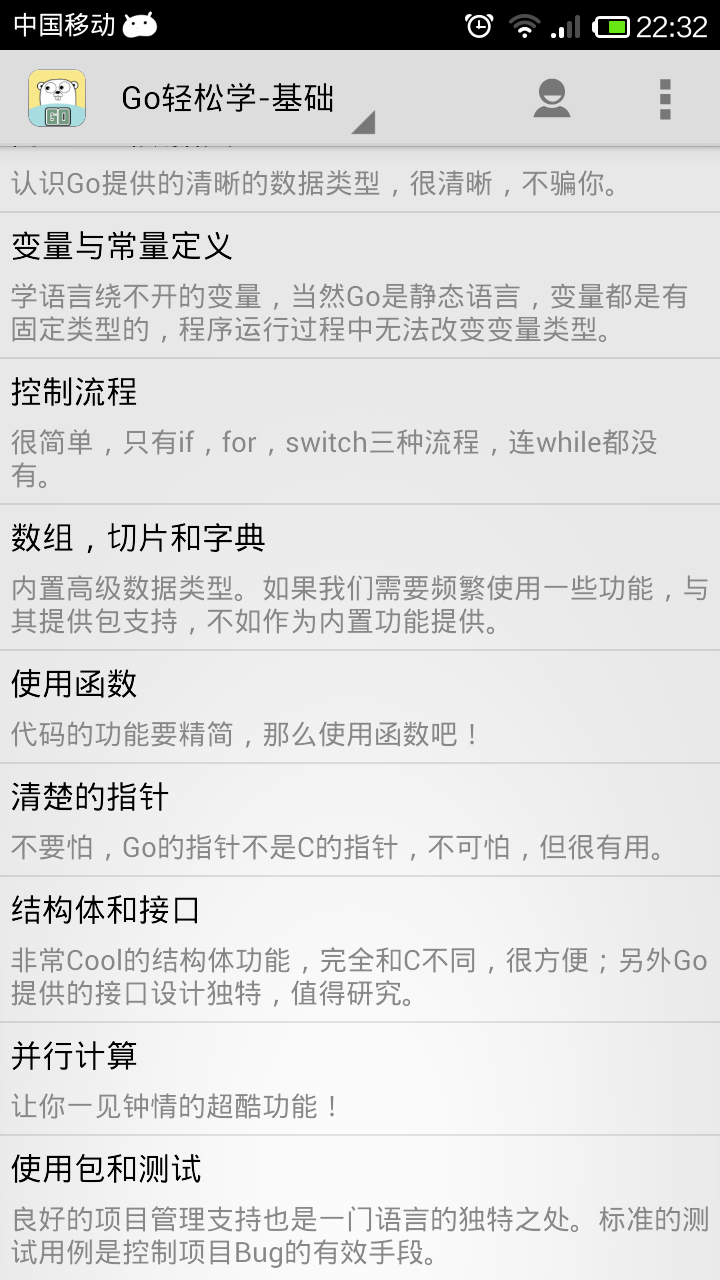 中国移动
22:32
GO
Go轻松学-基础
认识Go提供的清晰的数据类型，很清晰，不骗你。
变量与常量定义
学语言绕不开的变量，当然Go是静态语言，变量都是有
固定类型的，程序运行过程中无法改变变量类型。
控制流程
很简单，只有if，for，switch三种流程，连while都没
有。
数组，切片和字典
内置高级数据类型。如果我们需要频繁使用一些功能，与
其提供包支持，不如作为内置功能提供。
使用函数
代码的功能要精简，那么使用函数吧！
清楚的指针
不要怕，Go的指针不是C的指针，不可怕，但很有用。
结构体和接口
非常Cool的结构体功能，完全和C不同，很方便；另外Go
提供的接口设计独特，值得研究。
并行计算
让你一见钟情的超酷功能！
使用包和测试
良好的项目管理支持也是一门语言的独特之处。标准的测
试用例是控制项目Bug的有效手段。